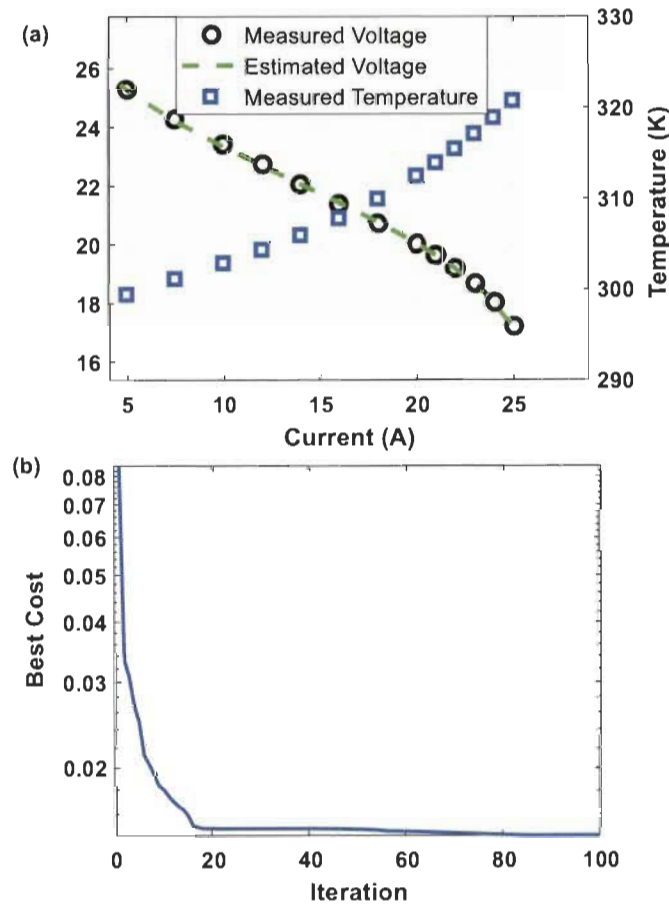 (a)
Measured Voltage
Estimated Voltage
Measured Temperature
26
24
22
20
18
16
330
320
310
300
290
Temperature (K)
5 10 15 20 25
Current (A)
(b)
0.08
0.07
0.06
0.05
0.04
0.03
0.02
Best Cost
0 20 40 60 80 100
Iteration